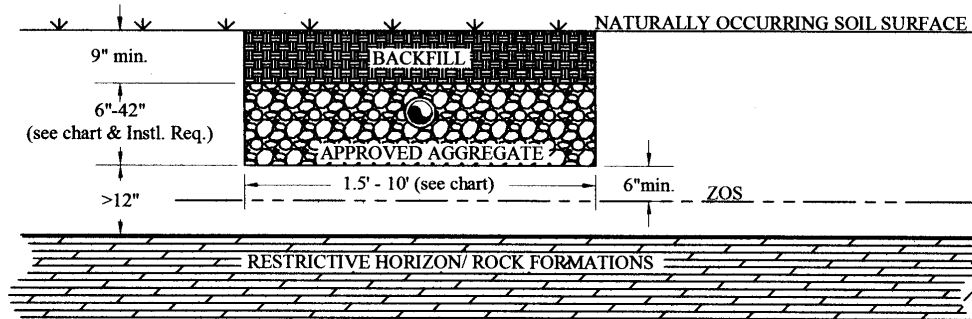 NATURALLY OCCURRING SOIL SURFACE
9" min.
BACKFILL
6"-42"
(see chart & Instl. Req.)
APPROVED AGGREGATE
1.5' - 10' (see chart)
6"min.
ZOS
>12"
RESTRICTIVE HORIZON/ ROCK FORMATIONS